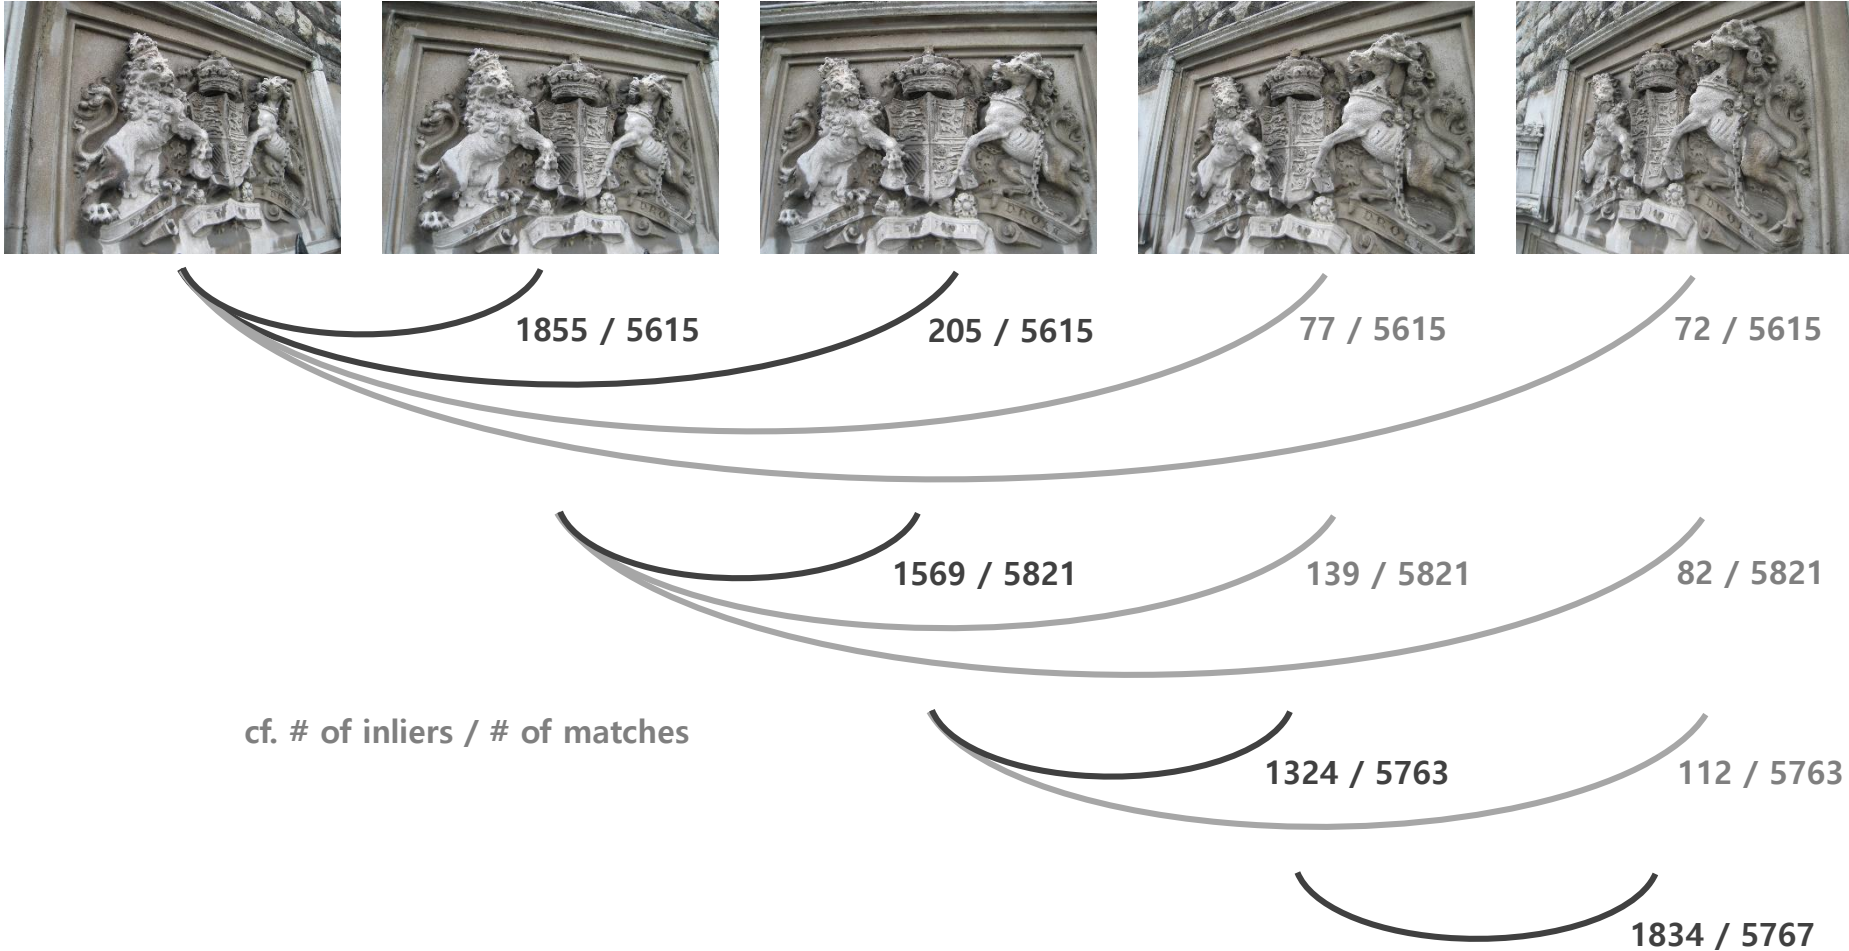 1855 / 5615
205 / 5615
77 / 5615
72 / 5615
1569 / 5821
139 / 5821
82 / 5821
cf. # of inliers / # of matches
1324 / 5763
112 / 5763
1834 / 5767